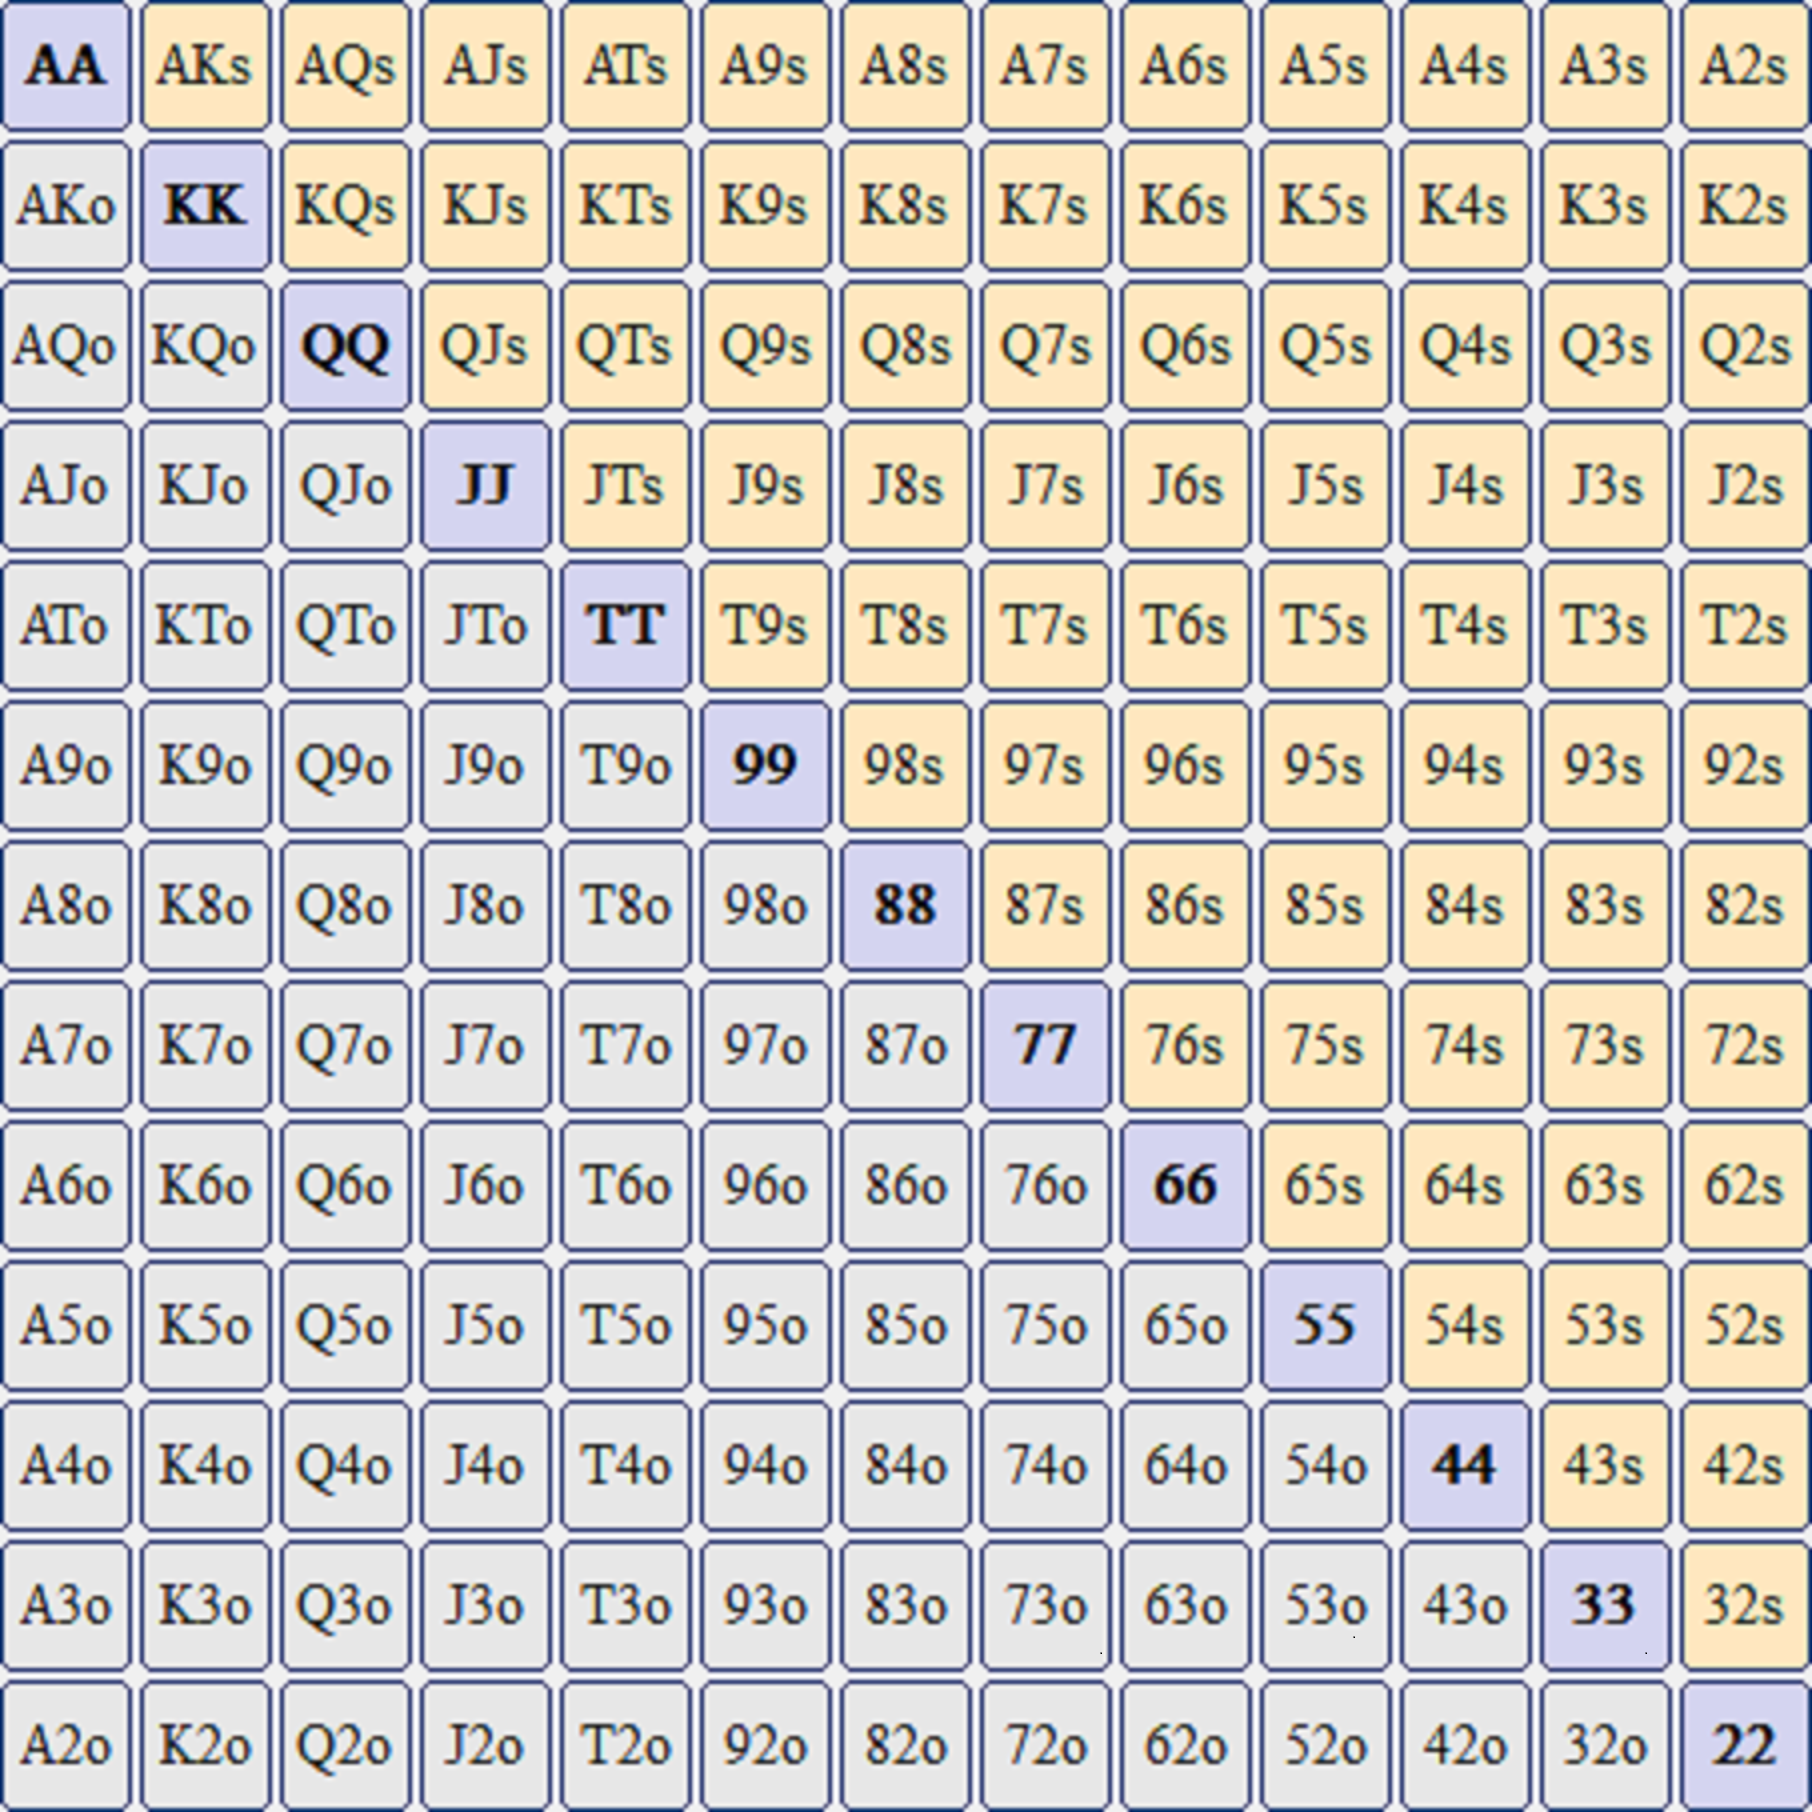 AA AKs AQs AJs ATs A9s A8s A7s A6s A5s A4s A3s A2s
AKo KK KQs KJs KTs K9s K8s K7s K6s K5s K4s K3s K2s
AQo KQo QQ QJs QTs Q9s Q8s Q7s Q6s Q5s Q4s Q3s Q2s
AJo KJo QJo JJ JTs J9s J8s J7s J6s J5s J4s J3s J2s
ATo KTo QTo JTo TT T9s T8s T7s T6s T5s T4s T3s T2s
A9o K9o Q9o J9o T9o 99 98s 97s 96s 95s 94s 93s 92s
A8o K8o Q8o J8o T8o 98o 88 87s 86s 85s 84s 83s 82s
A7o K7o Q7o J7o T7o 97o 87o 77 76s 75s 74s 73s 72s
A6o K6o Q6o J6o T6o 96o 86o 76o 66 65s 64s 63s 62s
A5o K5o Q5o J5o T5o 95o 85o 75o 65o 55 54s 53s 52s
A4o K4o Q4o J4o T4o 94o 84o 74o 64o 54o 44 43s 42s
A3o K3o Q3o J3o T3o 93o 83o 73o 63o 53o 43o 33 32s
A2o K2o Q2o J2o T2o 92o 82o 72o 62o 52o 42o 32o 22